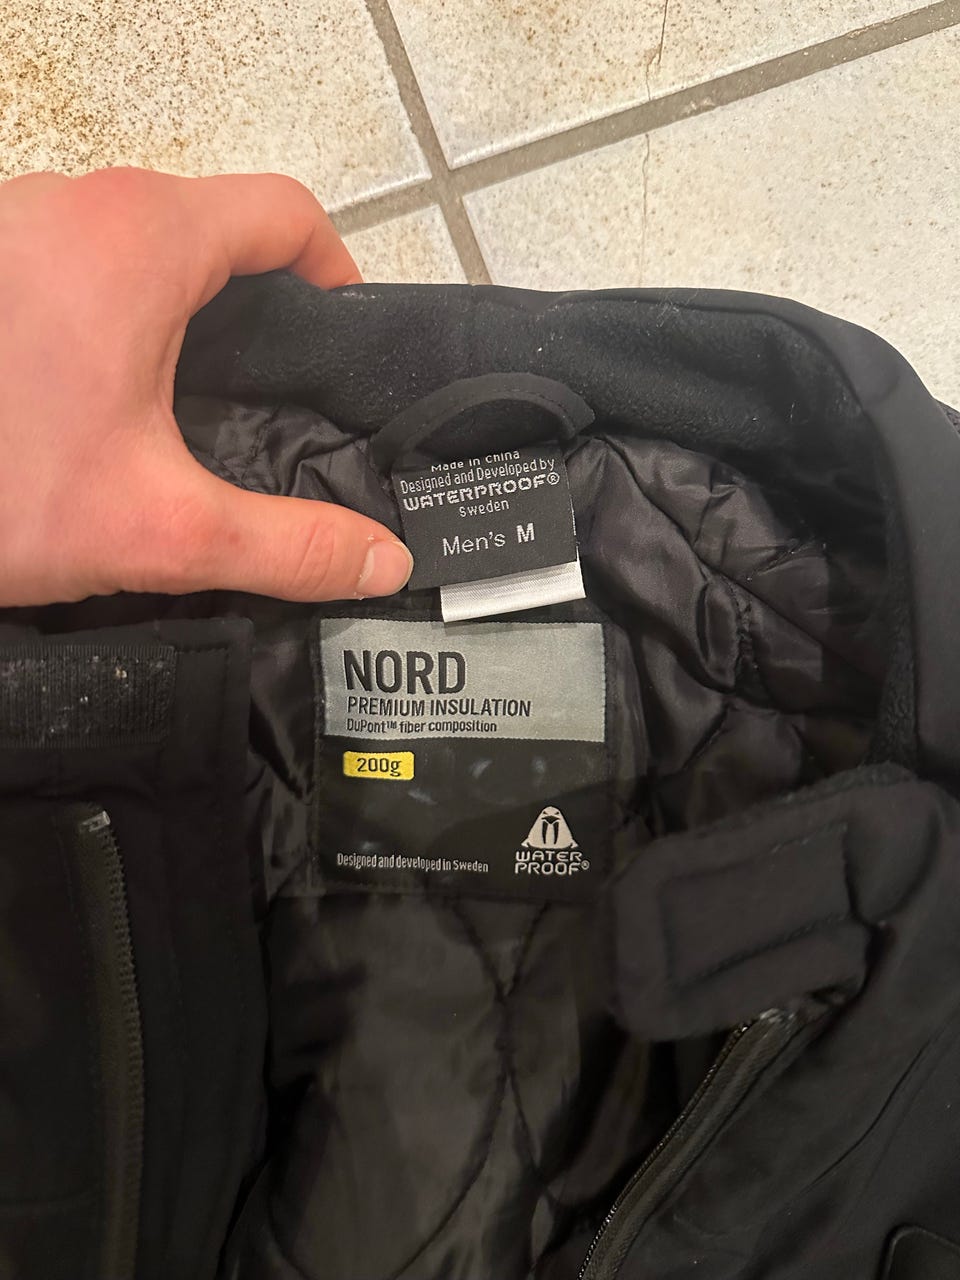 Made in China
Designed and Developed by
WATERPROOF®
Sweden
Men's M
NORD
PREMIUM INSULATION
DuPont™ fiber composition
200g
Designed and developed in Sweden
WATER
PROOF®